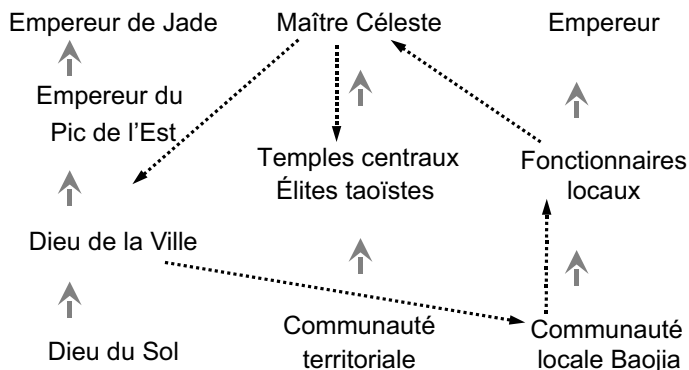 Empereur de Jade
Maître Céleste
Empereur
Empereur du
Pic de l'Est
Temples centraux
Élites taoïstes
Fonctionnaires
locaux
Dieu de la Ville
Dieu du Sol
Communauté
territoriale
Communauté
locale Baojia